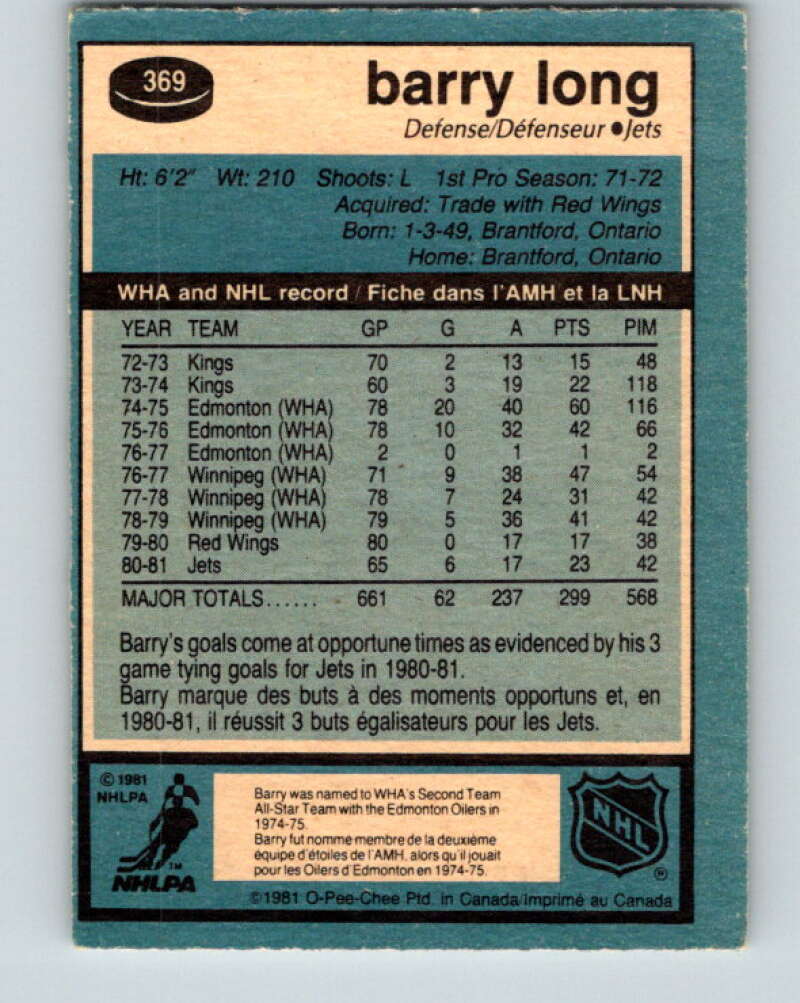 369
barry long
Defense/Défenseur ●Jets
Ht: 6'2" Wt: 210 Shoots: L 1st Pro Season: 71-72
Acquired: Trade with Red Wings
Born: 1-3-49, Brantford, Ontario
Home: Brantford, Ontario
WHA and NHL record / Fiche dans l'AMH et la LNH
YEAR TEAM GP G A PTS PIM
72-73 Kings 70 2 13 15 48
73-74 Kings 60 3 19 22 118
74-75 Edmonton (WHA) 78 20 40 60 116
75-76 Edmonton (WHA) 78 10 32 42 66
76-77 Edmonton (WHA) 2 0 1 1 2
76-77 Winnipeg (WHA) 71 9 38 47 54
77-78 Winnipeg (WHA) 78 7 24 31 42
78-79 Winnipeg (WHA) 79 5 36 41 42
79-80 Red Wings 80 0 17 17 38
80-81 Jets 65 6 17 23 42
MAJOR TOTALS...... 661 62 237 299 568
Barry's goals come at opportune times as evidenced by his 3
game tying goals for Jets in 1980-81.
Barry marque des buts à des moments opportuns et, en
1980-81, il réussit 3 buts égalisateurs pour les Jets.
© 1981
NHLPA
TM
NHLPA
Barry was named to WHA's Second Team
All-Star Team with the Edmonton Oilers in
1974-75.
Barry fut nomme membre de la deuxième
équipe d'étoiles de l'AMH, alors qu'il jouait
pour les Oilers d'Edmonton en 1974-75.
NHL
®
©1981 O-Pee-Chee Ptd. in Canada/Imprimé au Canada